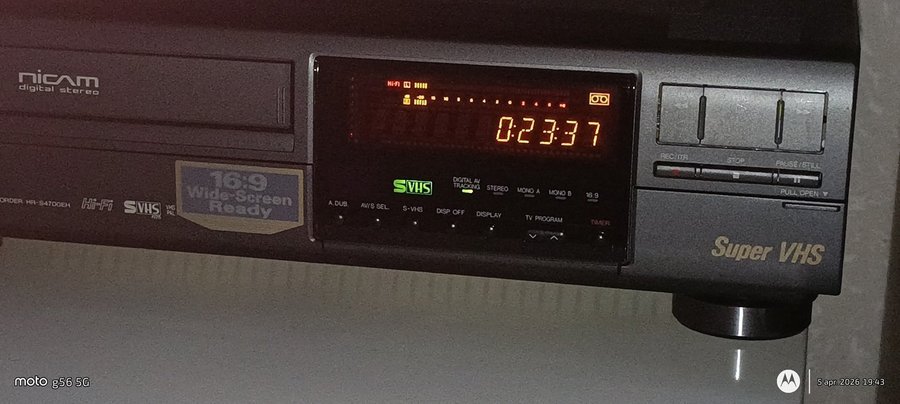 nicam
digital stereo
Hi-Fi L
R
0:23:37
REC/ITR STOP PAUSE/STILL
PULL OPEN
16:9
Wide-Screen
Ready
SVHS
DIGITAL AV
TRACKING
STEREO
MONO A
MONO B
16:9
ORDER HR-S4700EH
Hi-Fi
SVHS
A.DUB.
AV/S SEL.
S-VHS
DISP OFF
DISPLAY
TV PROGRAM
TIMER
Super VHS
moto g56 5G
5 apr. 2026 19:43